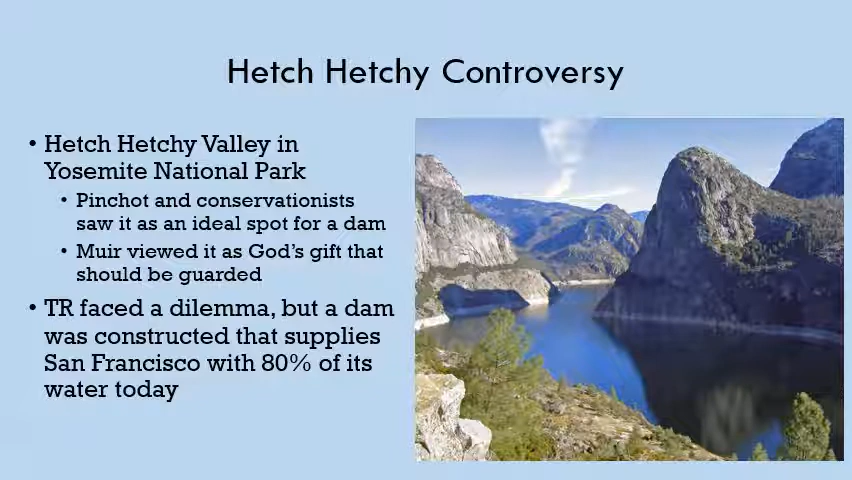 Hetch Hetchy Controversy
• Hetch Hetchy Valley in
Yosemite National Park
• Pinchot and conservationists
saw it as an ideal spot for a dam
• Muir viewed it as God's gift that
should be guarded
• TR faced a dilemma, but a dam
was constructed that supplies
San Francisco with 80% of its
water today